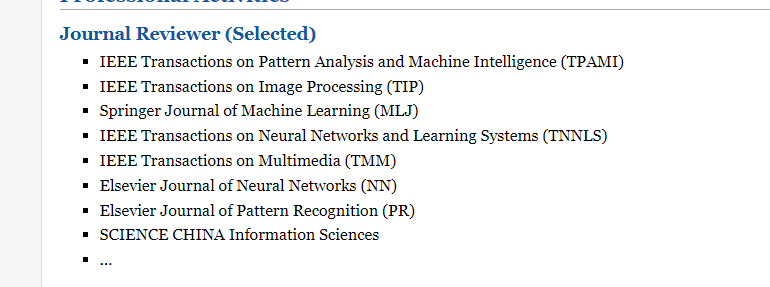 Professional Activities
Journal Reviewer (Selected)
▪ IEEE Transactions on Pattern Analysis and Machine Intelligence (TPAMI)
▪ IEEE Transactions on Image Processing (TIP)
▪ Springer Journal of Machine Learning (MLJ)
▪ IEEE Transactions on Neural Networks and Learning Systems (TNNLS)
▪ IEEE Transactions on Multimedia (TMM)
▪ Elsevier Journal of Neural Networks (NN)
▪ Elsevier Journal of Pattern Recognition (PR)
▪ SCIENCE CHINA Information Sciences
▪ ...